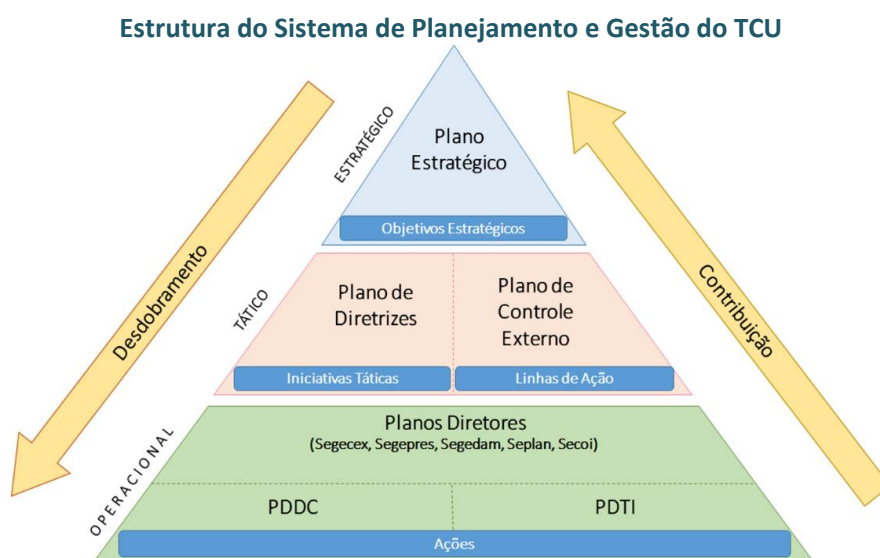 Estrutura do Sistema de Planejamento e Gestão do TCU
ESTRATÉGICO
Plano
Estratégico
Objetivos Estratégicos
Desdobramento
Contribuição
TÁTICO
Plano de
Diretrizes
Iniciativas Táticas
Plano de
Controle
Externo
Linhas de Ação
OPERACIONAL
Planos Diretores
(Segecex, Segepres, Segedam, Seplan, Secoi)
PDDC
PDTI
Ações